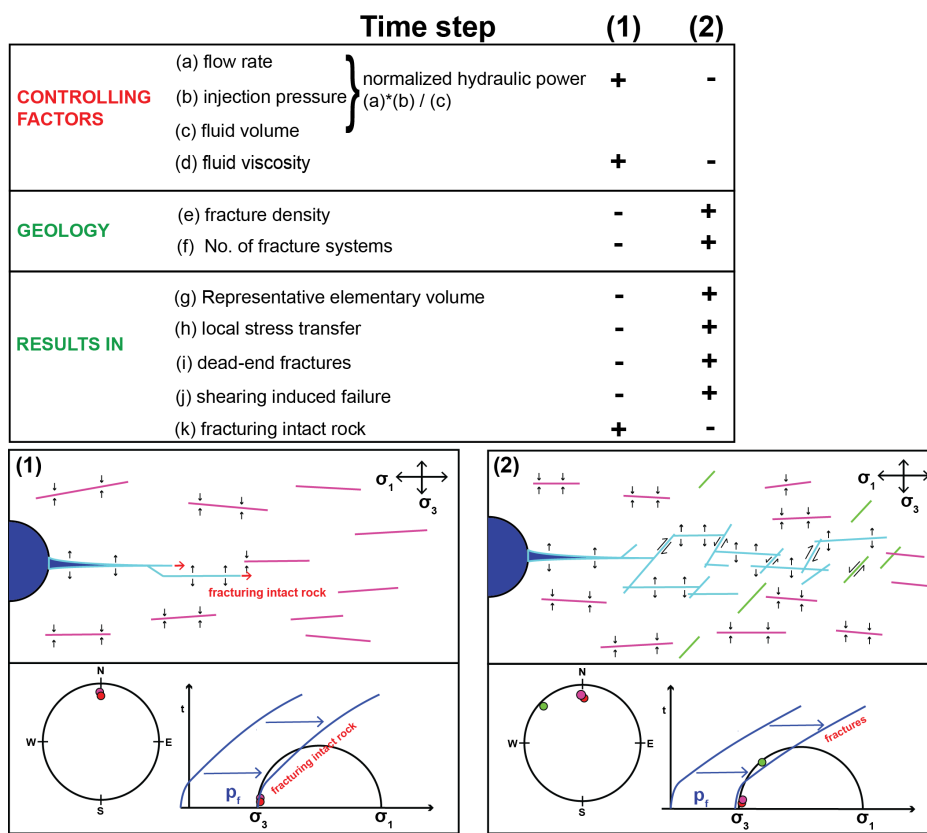 Time step (1) (2)
CONTROLLING FACTORS
(a) flow rate
(b) injection pressure
(c) fluid volume
normalized hydraulic power
(a)*(b) / (c)
+ -
(d) fluid viscosity + -
GEOLOGY
(e) fracture density - +
(f) No. of fracture systems - +
RESULTS IN
(g) Representative elementary volume - +
(h) local stress transfer - +
(i) dead-end fractures - +
(j) shearing induced failure - +
(k) fracturing intact rock + -
(1)
σ1
σ3
fracturing intact rock
N
W E
S
t
fracturing intact rock
pf
σ3 σ1
(2)
σ1
σ3
N
W E
S
t
fractures
pf
σ3 σ1